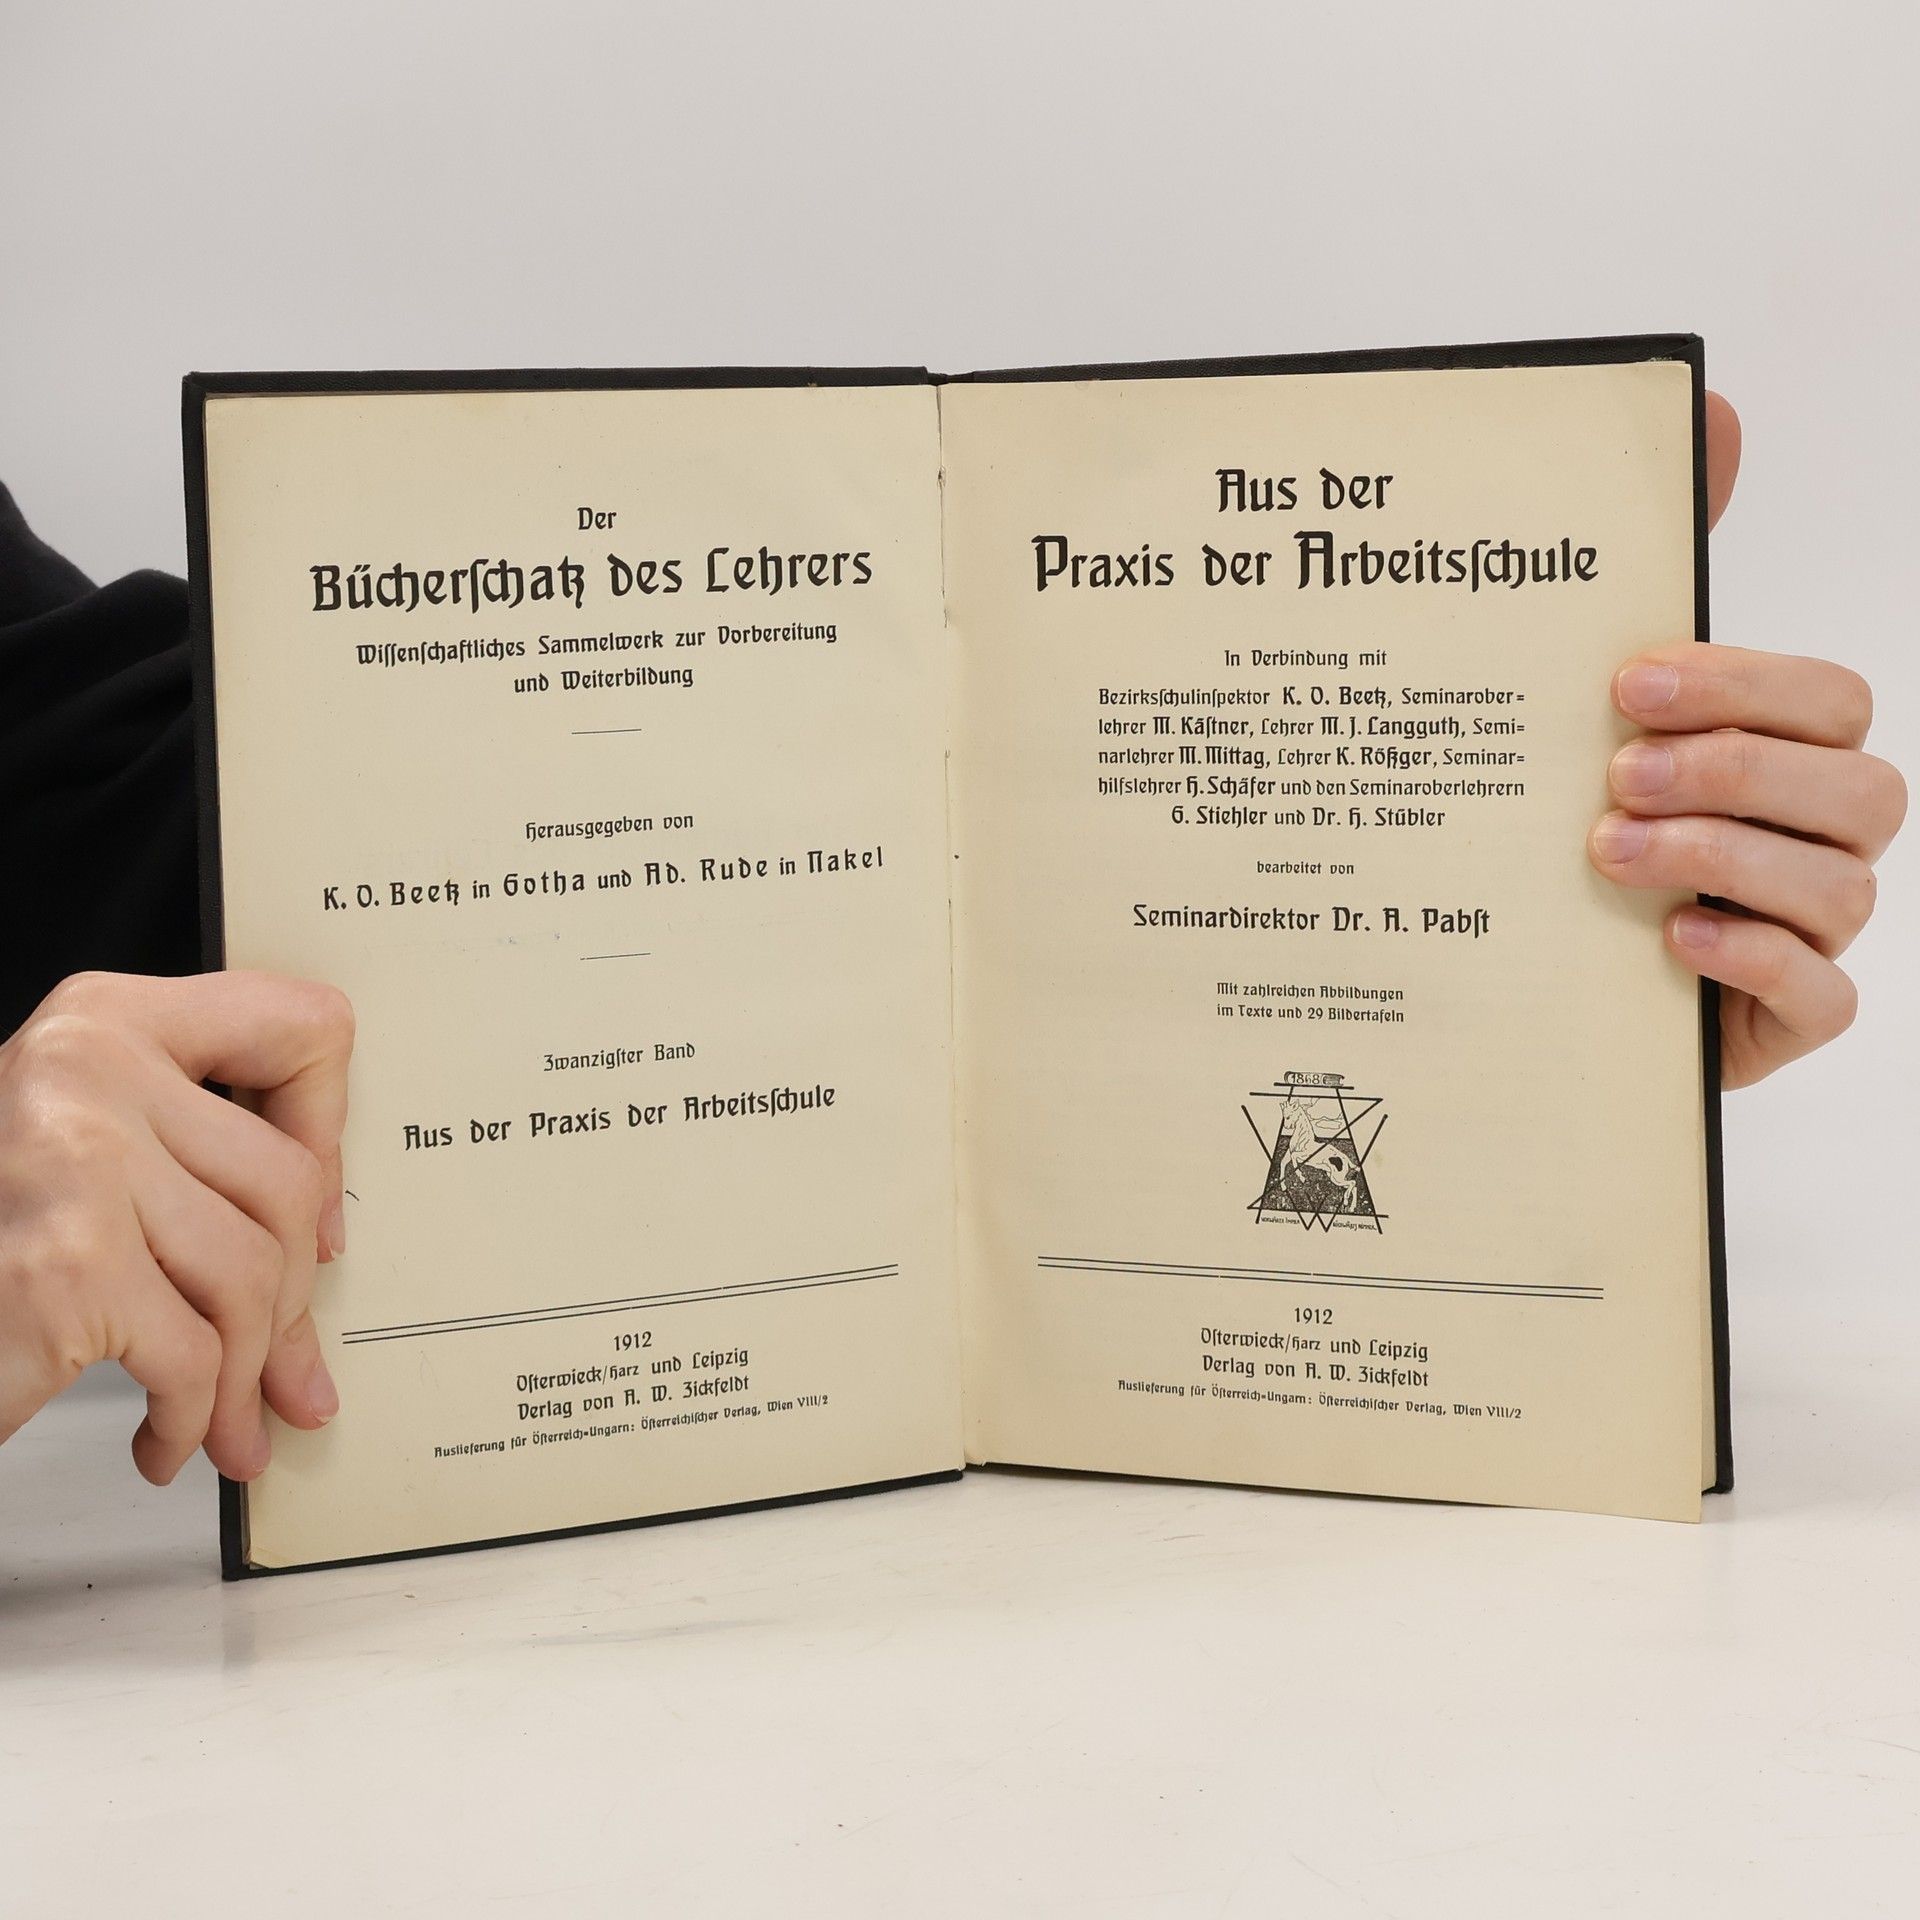 Der
Bücherſchatz des Lehrers
Wiſſenſchaftliches Sammelwerk zur Vorbereitung
und Weiterbildung
Herausgegeben von
K. O. Beetz in Gotha und Ad. Rude in Nakel
Zwanzigſter Band
Aus der Praxis der Arbeitsſchule
1912
Oſterwieck/Harz und Leipzig
Verlag von A. W. Zickfeldt
Auslieferung für Öſterreich=Ungarn: Öſterreichiſcher Verlag, Wien VIII/2
Aus der
Praxis der Arbeitsſchule
In Verbindung mit
Bezirksſchulinſpektor K. O. Beetz, Seminarober=
lehrer M. Käſtner, Lehrer M. J. Langguth, Semi=
narlehrer M. Mittag, Lehrer K. Rößger, Seminar=
hilfslehrer H. Schäfer und den Seminaroberlehrern
G. Stiehler und Dr. H. Stübler
bearbeitet von
Seminardirektor Dr. A. Pabſt
Mit zahlreichen Abbildungen
im Texte und 29 Bildertafeln
1868
VORWÄRTS IMMER RÜCKWÄRTS NIMMER
1912
Oſterwieck/Harz und Leipzig
Verlag von A. W. Zickfeldt
Auslieferung für Öſterreich=Ungarn: Öſterreichiſcher Verlag, Wien VIII/2